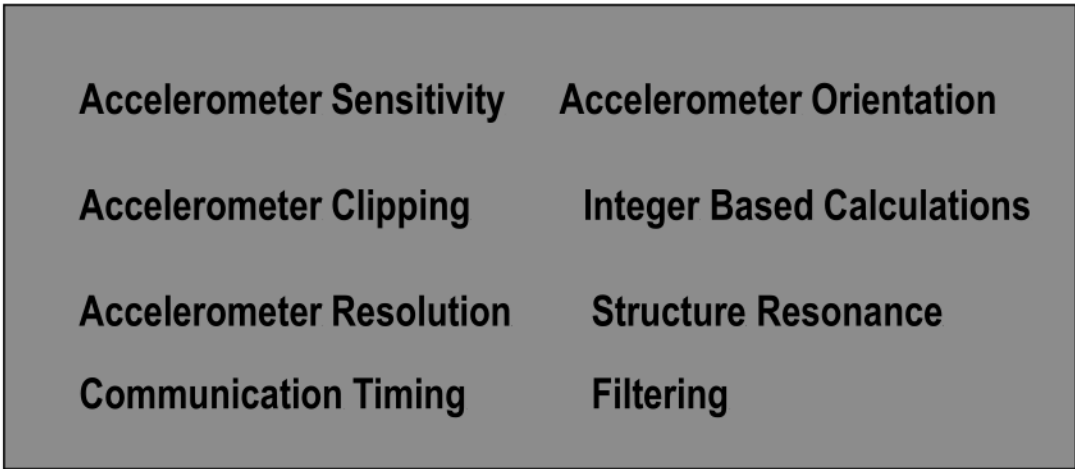 Accelerometer Sensitivity Accelerometer Orientation
Accelerometer Clipping Integer Based Calculations
Accelerometer Resolution Structure Resonance
Communication Timing Filtering